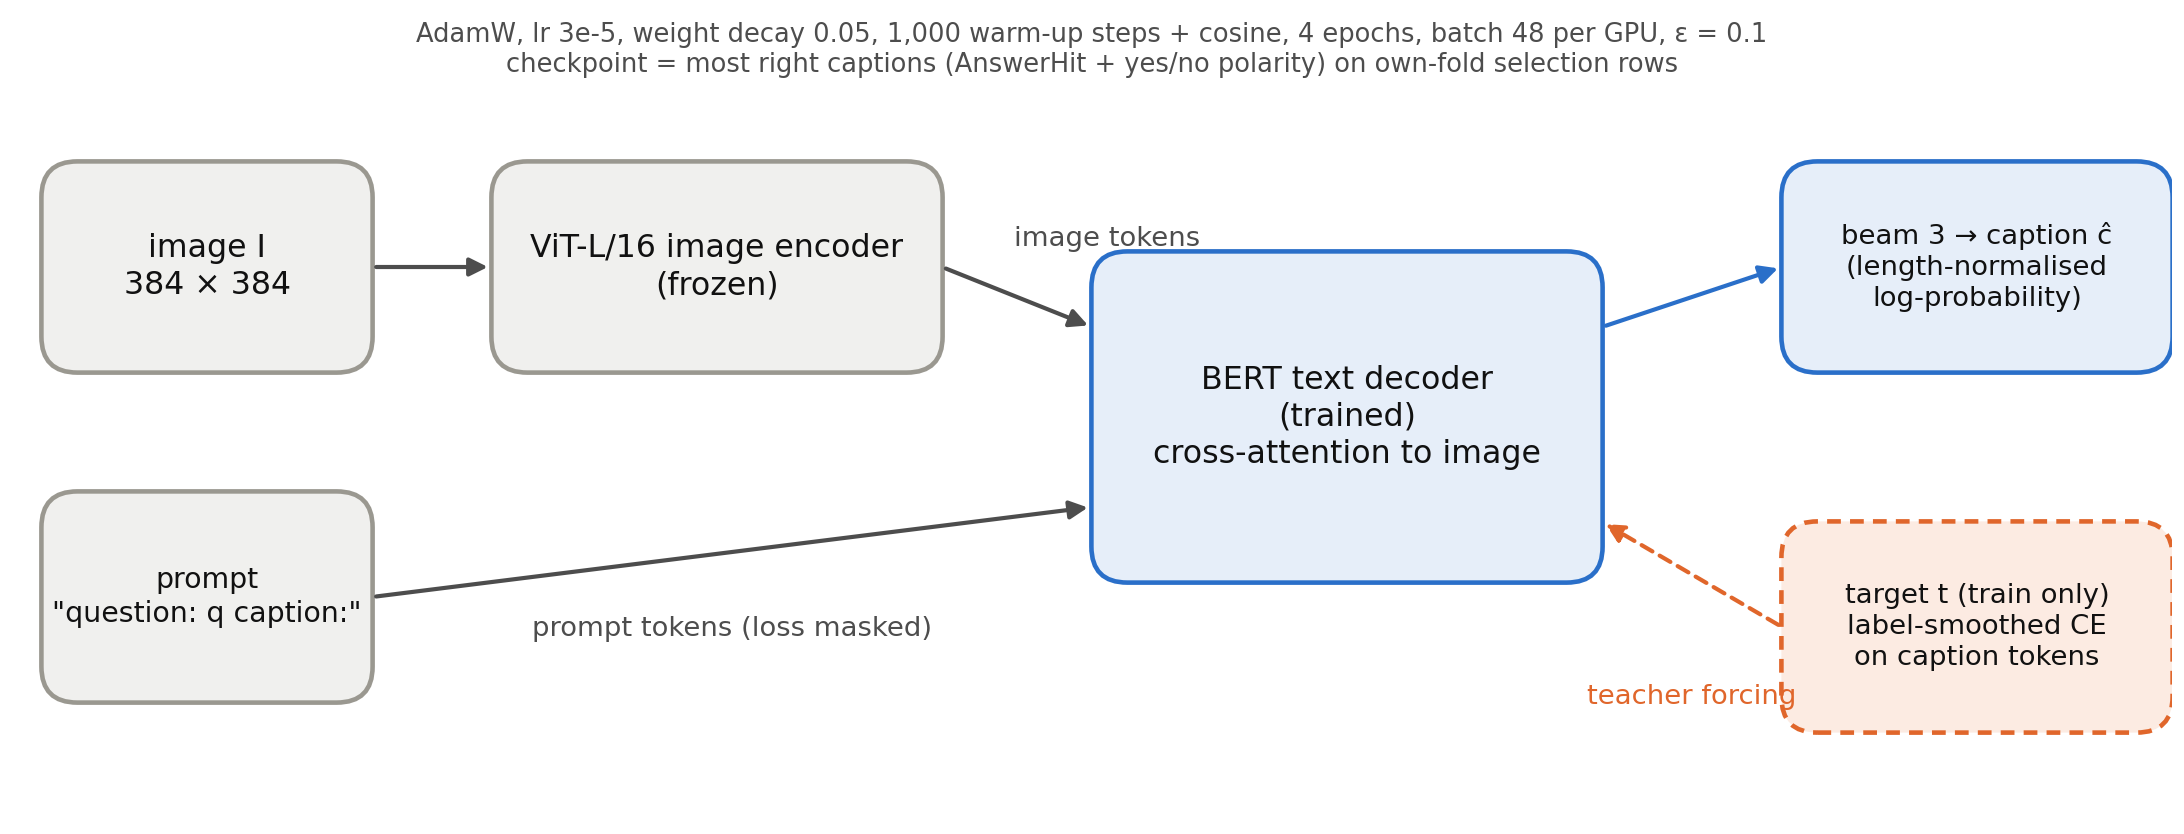 AdamW, lr 3e-5, weight decay 0.05, 1,000 warm-up steps + cosine, 4 epochs, batch 48 per GPU, ε = 0.1
checkpoint = most right captions (AnswerHit + yes/no polarity) on own-fold selection rows
image I
384 × 384
ViT-L/16 image encoder
(frozen)
image tokens
BERT text decoder
(trained)
cross-attention to image
beam 3 → caption ĉ
(length-normalised
log-probability)
prompt
"question: q caption:"
prompt tokens (loss masked)
target t (train only)
label-smoothed CE
on caption tokens
teacher forcing